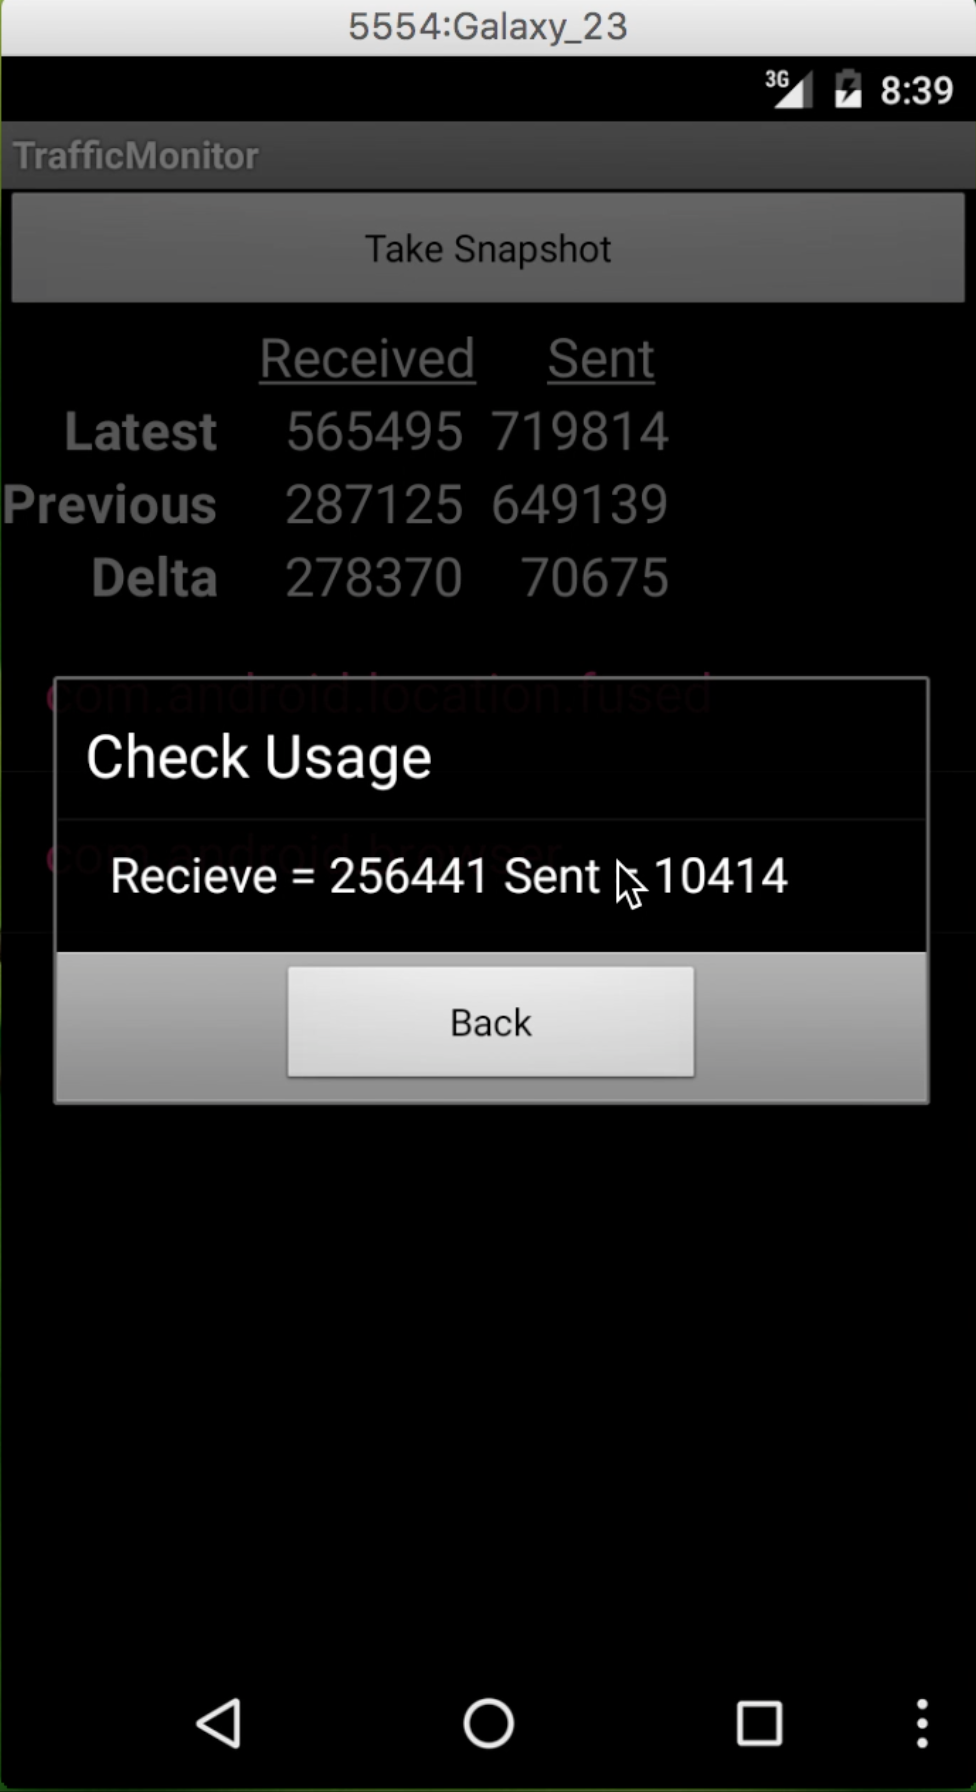 5554:Galaxy_23
3G 8:39
TrafficMonitor
Take Snapshot
Received Sent
Latest 565495 719814
Previous 287125 649139
Delta 278370 70675
com.android.location.fused
Check Usage
com.android.browser
Recieve = 256441 Sent = 10414
Back